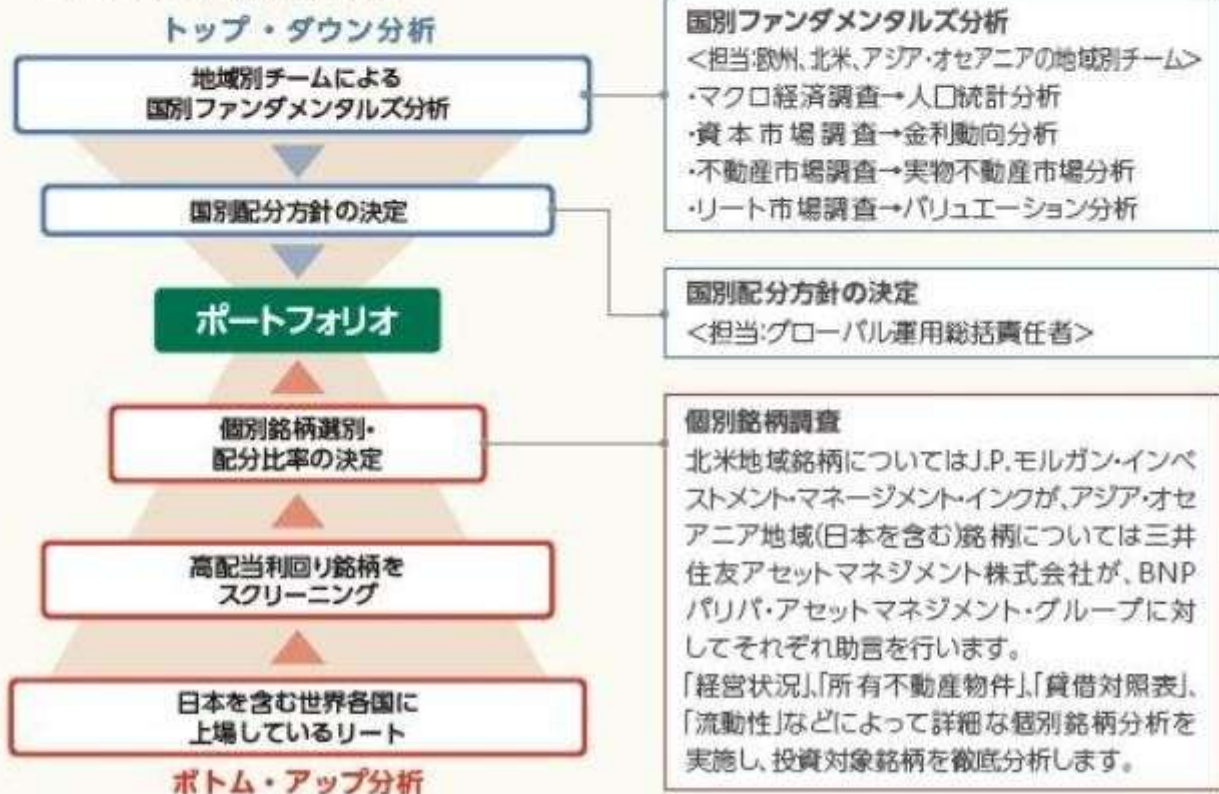 トップ・ダウン分析
地域別チームによる
国別ファンダメンタルズ分析
国別配分方針の決定
ポートフォリオ
個別銘柄選別・
配分比率の決定
高配当利回り銘柄を
スクリーニング
日本を含む世界各国に
上場しているリート
ボトム・アップ分析
国別ファンダメンタルズ分析
<担当:欧州、北米、アジア・オセアニアの地域別チーム>
・マクロ経済調査→人口統計分析
・資本市場調査→金利動向分析
・不動産市場調査→実物不動産市場分析
・リート市場調査→バリュエーション分析
国別配分方針の決定
<担当:グローバル運用総括責任者>
個別銘柄調査
北米地域銘柄についてはJ.P.モルガン・インベ
ストメント・マネージメント・インクが、アジア・オセ
アニア地域(日本を含む)銘柄については三井
住友アセットマネジメント株式会社が、BNP
パリバ・アセットマネジメント・グループに対
してそれぞれ助言を行います。
「経営状況」、「所有不動産物件」、「貸借対照表」、
「流動性」などによって詳細な個別銘柄分析を
実施し、投資対象銘柄を徹底分析します。